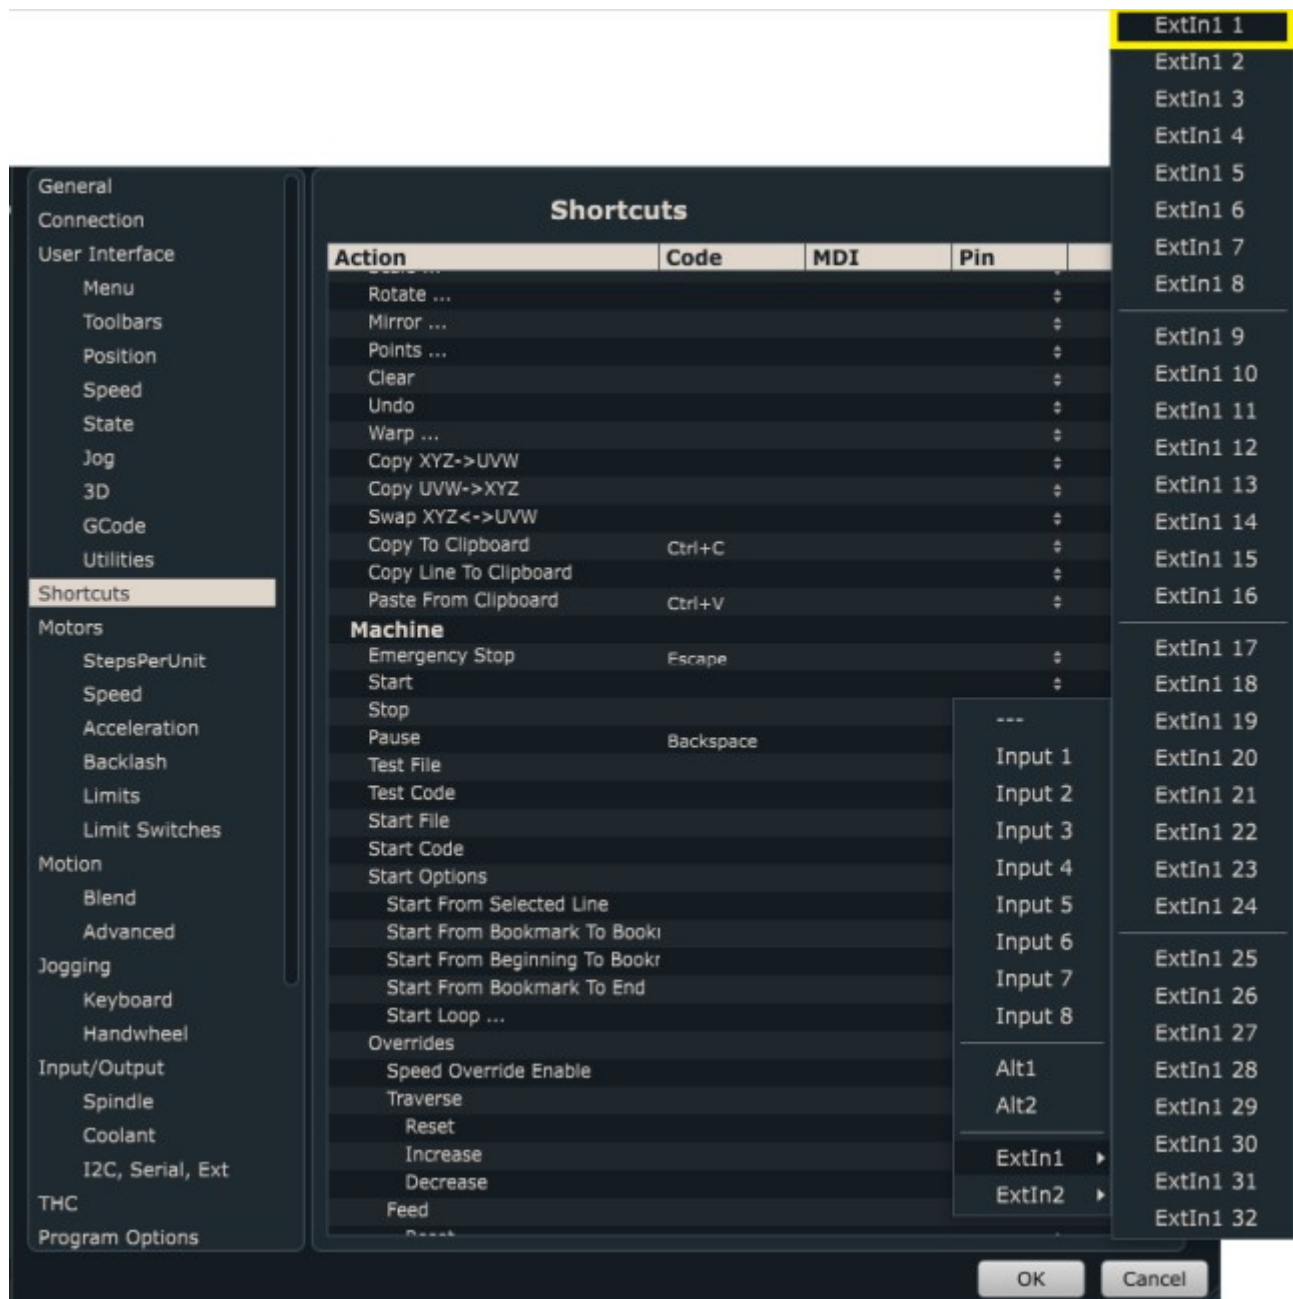 General
Connection
User Interface
Menu
Toolbars
Position
Speed
State
Jog
3D
GCode
Utilities
Shortcuts
Motors
StepsPerUnit
Speed
Acceleration
Backlash
Limits
Limit Switches
Motion
Blend
Advanced
Jogging
Keyboard
Handwheel
Input/Output
Spindle
Coolant
I2C, Serial, Ext
THC
Program Options
Shortcuts
Action Code MDI Pin
Rotate ...
Mirror ...
Points ...
Clear
Undo
Warp ...
Copy XYZ->UVW
Copy UVW->XYZ
Swap XYZ<->UVW
Copy To Clipboard Ctrl+C
Copy Line To Clipboard
Paste From Clipboard Ctrl+V
Machine
Emergency Stop Escape
Start
Stop
Pause Backspace
Test File
Test Code
Start File
Start Code
Start Options
Start From Selected Line
Start From Bookmark To Book
Start From Beginning To Book
Start From Bookmark To End
Start Loop ...
Overrides
Speed Override Enable
Traverse
Reset
Increase
Decrease
Feed
---
Input 1
Input 2
Input 3
Input 4
Input 5
Input 6
Input 7
Input 8
Alt1
Alt2
ExtIn1
ExtIn2
ExtIn1 1
ExtIn1 2
ExtIn1 3
ExtIn1 4
ExtIn1 5
ExtIn1 6
ExtIn1 7
ExtIn1 8
ExtIn1 9
ExtIn1 10
ExtIn1 11
ExtIn1 12
ExtIn1 13
ExtIn1 14
ExtIn1 15
ExtIn1 16
ExtIn1 17
ExtIn1 18
ExtIn1 19
ExtIn1 20
ExtIn1 21
ExtIn1 22
ExtIn1 23
ExtIn1 24
ExtIn1 25
ExtIn1 26
ExtIn1 27
ExtIn1 28
ExtIn1 29
ExtIn1 30
ExtIn1 31
ExtIn1 32
OK Cancel